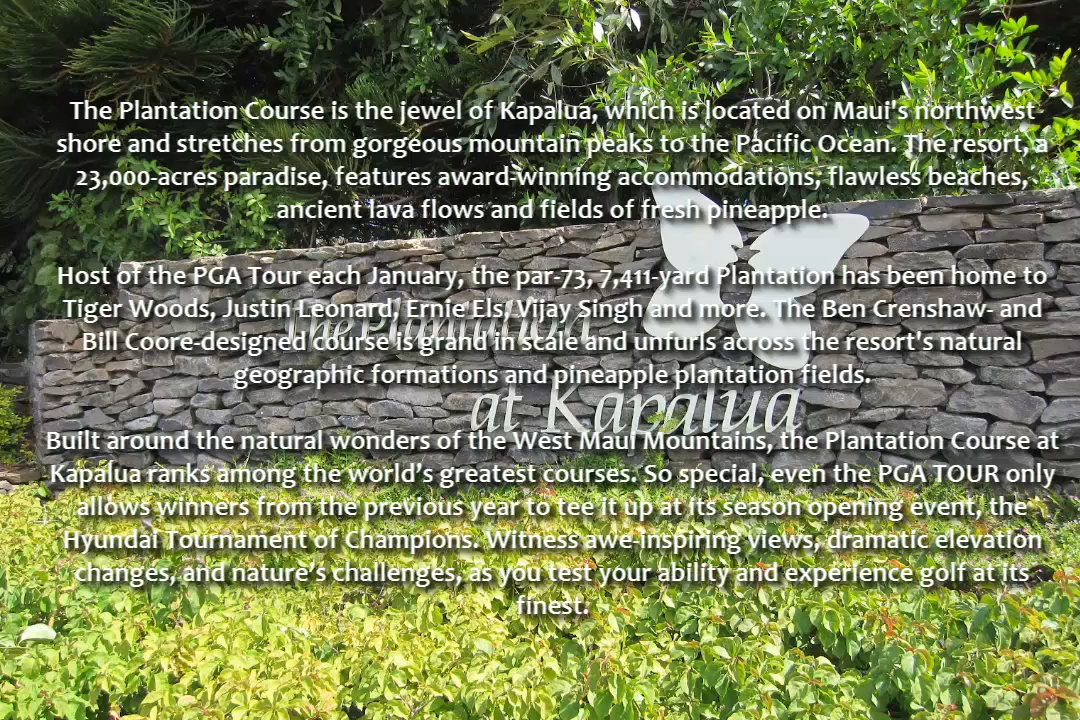 The Plantation Course is the jewel of Kapalua, which is located on Maui's northwest
shore and stretches from gorgeous mountain peaks to the Pacific Ocean. The resort, a
23,000-acres paradise, features award-winning accommodations, flawless beaches,
ancient lava flows and fields of fresh pineapple.
Host of the PGA Tour each January, the par-73, 7,411-yard Plantation has been home to
Tiger Woods, Justin Leonard, Ernie Els, Vijay Singh and more. The Ben Crenshaw- and
Bill Coore-designed course is grand in scale and unfurls across the resort's natural
geographic formations and pineapple plantation fields.
Built around the natural wonders of the West Maui Mountains, the Plantation Course at
Kapalua ranks among the world’s greatest courses. So special, even the PGA TOUR only
allows winners from the previous year to tee it up at its season opening event, the
Hyundai Tournament of Champions. Witness awe-inspiring views, dramatic elevation
changes, and nature’s challenges, as you test your ability and experience golf at its
finest.
The Plantation
at Kapalua